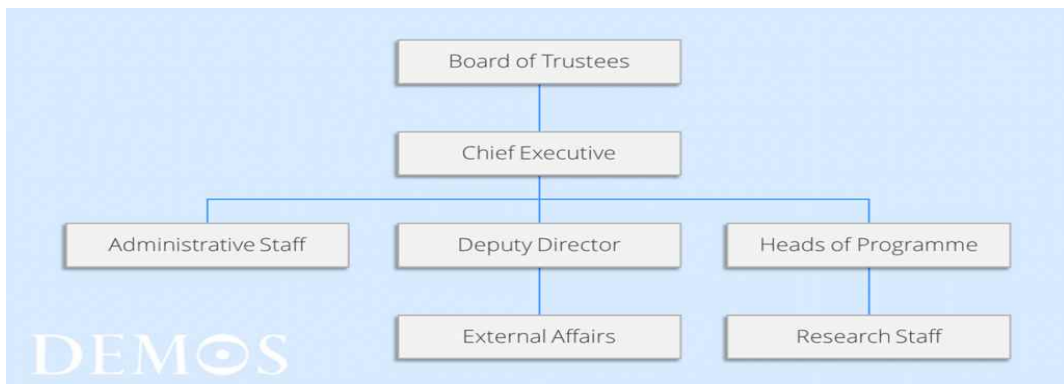 Board of Trustees
Chief Executive
Administrative Staff
Deputy Director
Heads of Programme
External Affairs
Research Staff
DEMOS